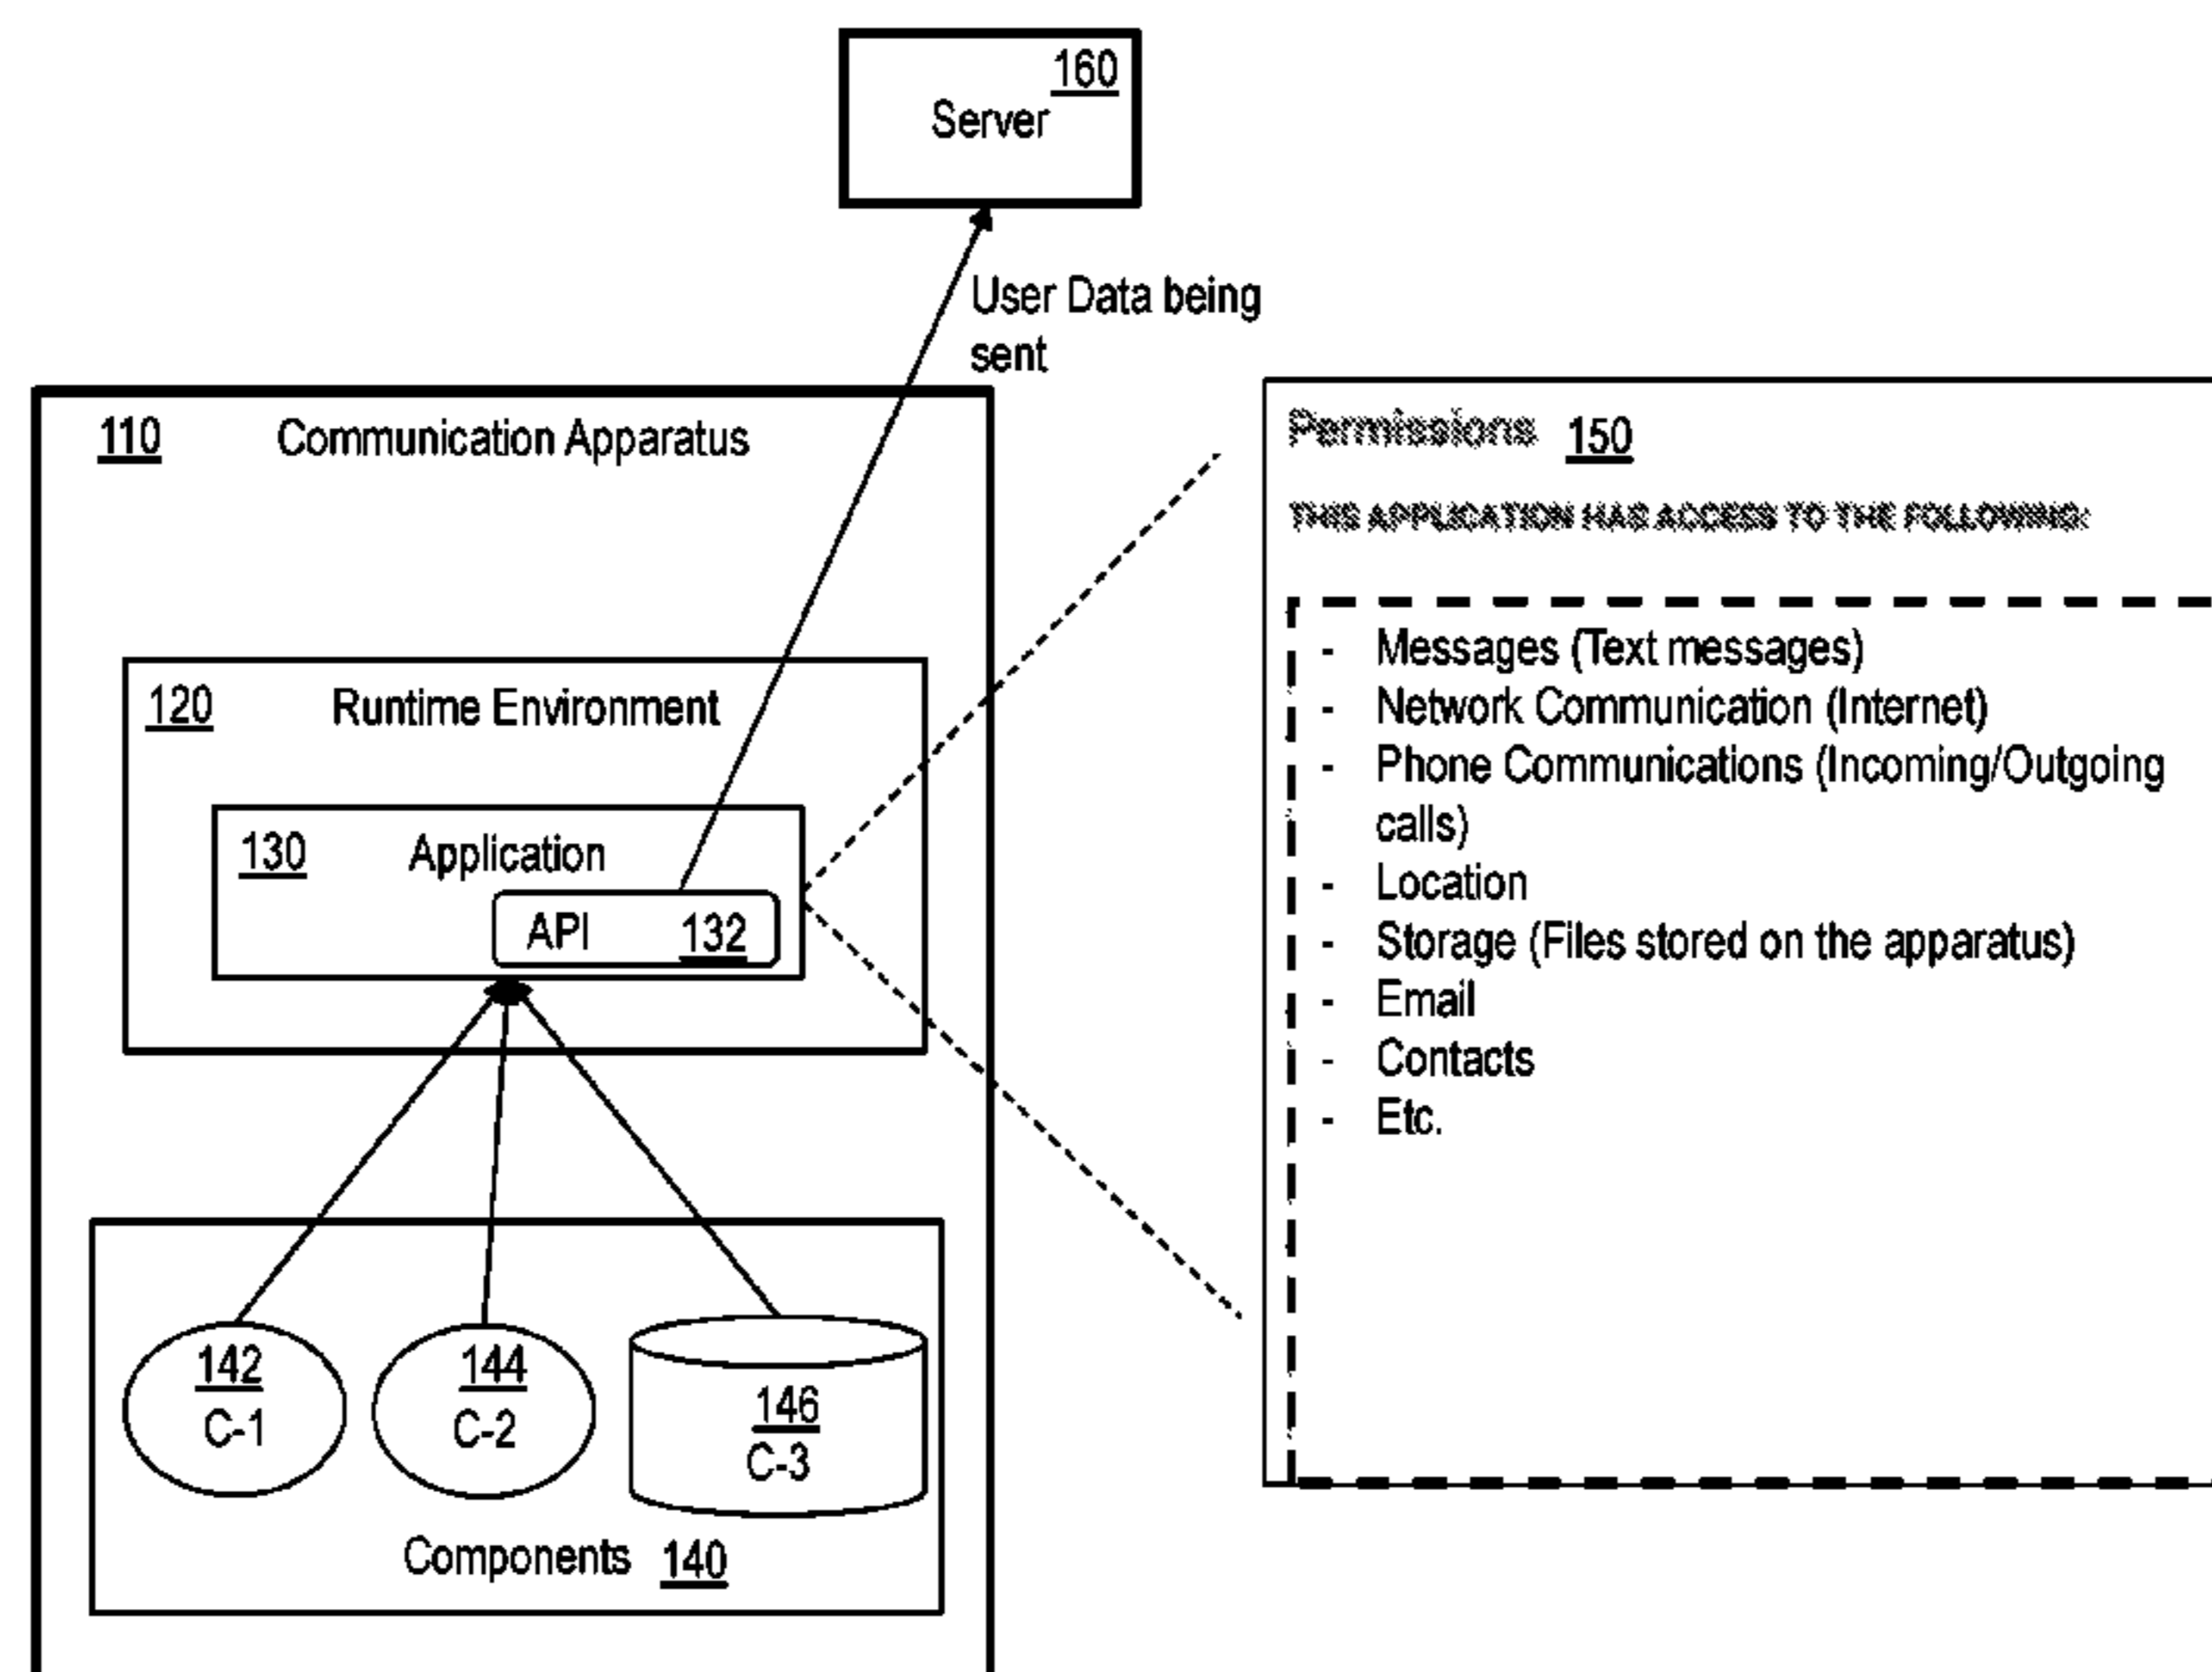 160
Server
User Data being
sent
110 Communication Apparatus
120 Runtime Environment
130 Application
API 132
142
C-1
144
C-2
146
C-3
Components 140
Permissions 150
THIS APPLICATION HAS ACCESS TO THE FOLLOWING:
- Messages (Text messages)
- Network Communication (Internet)
- Phone Communications (Incoming/Outgoing
calls)
- Location
- Storage (Files stored on the apparatus)
- Email
- Contacts
- Etc.